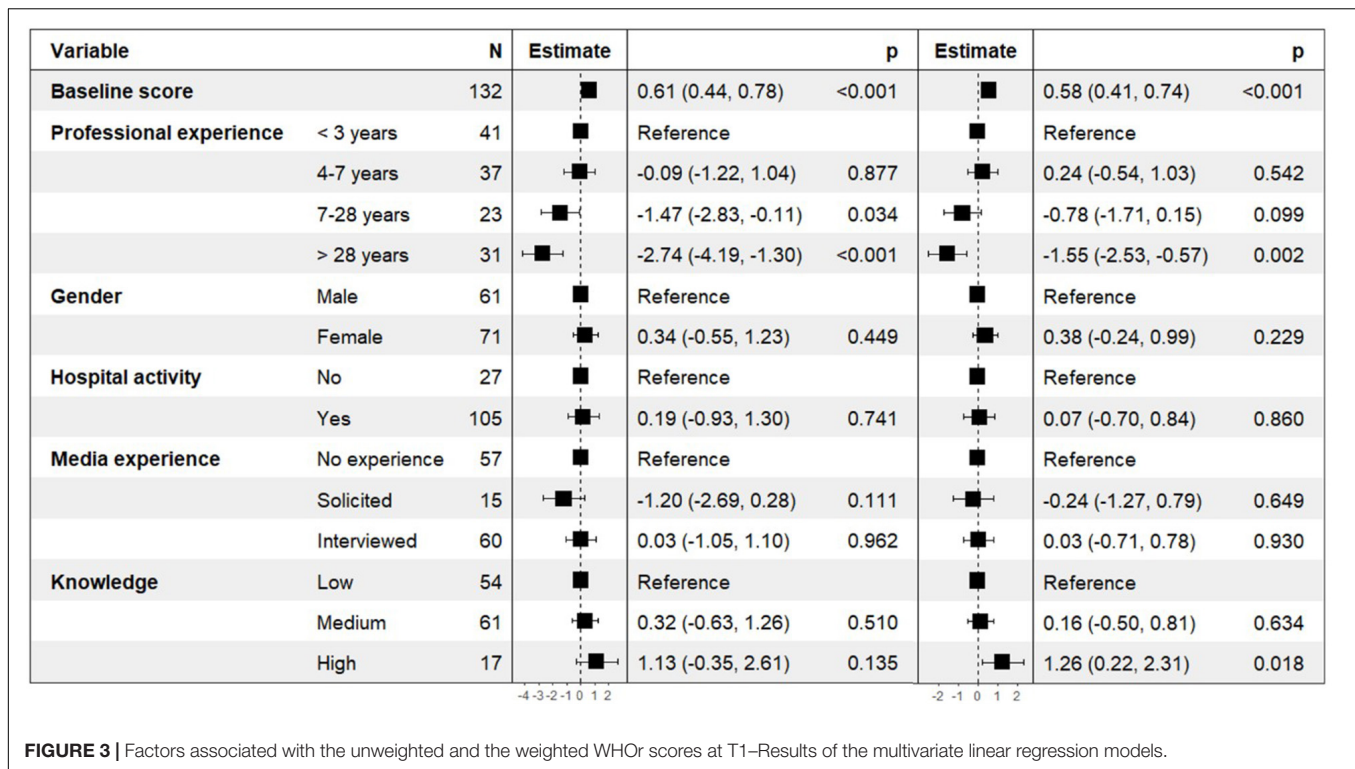 Variable N Estimate p Estimate p
Baseline score 132 0.61 (0.44, 0.78) <0.001 0.58 (0.41, 0.74) <0.001
Professional experience < 3 years 41 Reference Reference
4-7 years 37 -0.09 (-1.22, 1.04) 0.877 0.24 (-0.54, 1.03) 0.542
7-28 years 23 -1.47 (-2.83, -0.11) 0.034 -0.78 (-1.71, 0.15) 0.099
> 28 years 31 -2.74 (-4.19, -1.30) <0.001 -1.55 (-2.53, -0.57) 0.002
Gender Male 61 Reference Reference
Female 71 0.34 (-0.55, 1.23) 0.449 0.38 (-0.24, 0.99) 0.229
Hospital activity No 27 Reference Reference
Yes 105 0.19 (-0.93, 1.30) 0.741 0.07 (-0.70, 0.84) 0.860
Media experience No experience 57 Reference Reference
Solicited 15 -1.20 (-2.69, 0.28) 0.111 -0.24 (-1.27, 0.79) 0.649
Interviewed 60 0.03 (-1.05, 1.10) 0.962 0.03 (-0.71, 0.78) 0.930
Knowledge Low 54 Reference Reference
Medium 61 0.32 (-0.63, 1.26) 0.510 0.16 (-0.50, 0.81) 0.634
High 17 1.13 (-0.35, 2.61) 0.135 1.26 (0.22, 2.31) 0.018
-4 -3 -2 -1 0 1 2 -2 -1 0 1 2
FIGURE 3 | Factors associated with the unweighted and the weighted WHOr scores at T1–Results of the multivariate linear regression models.